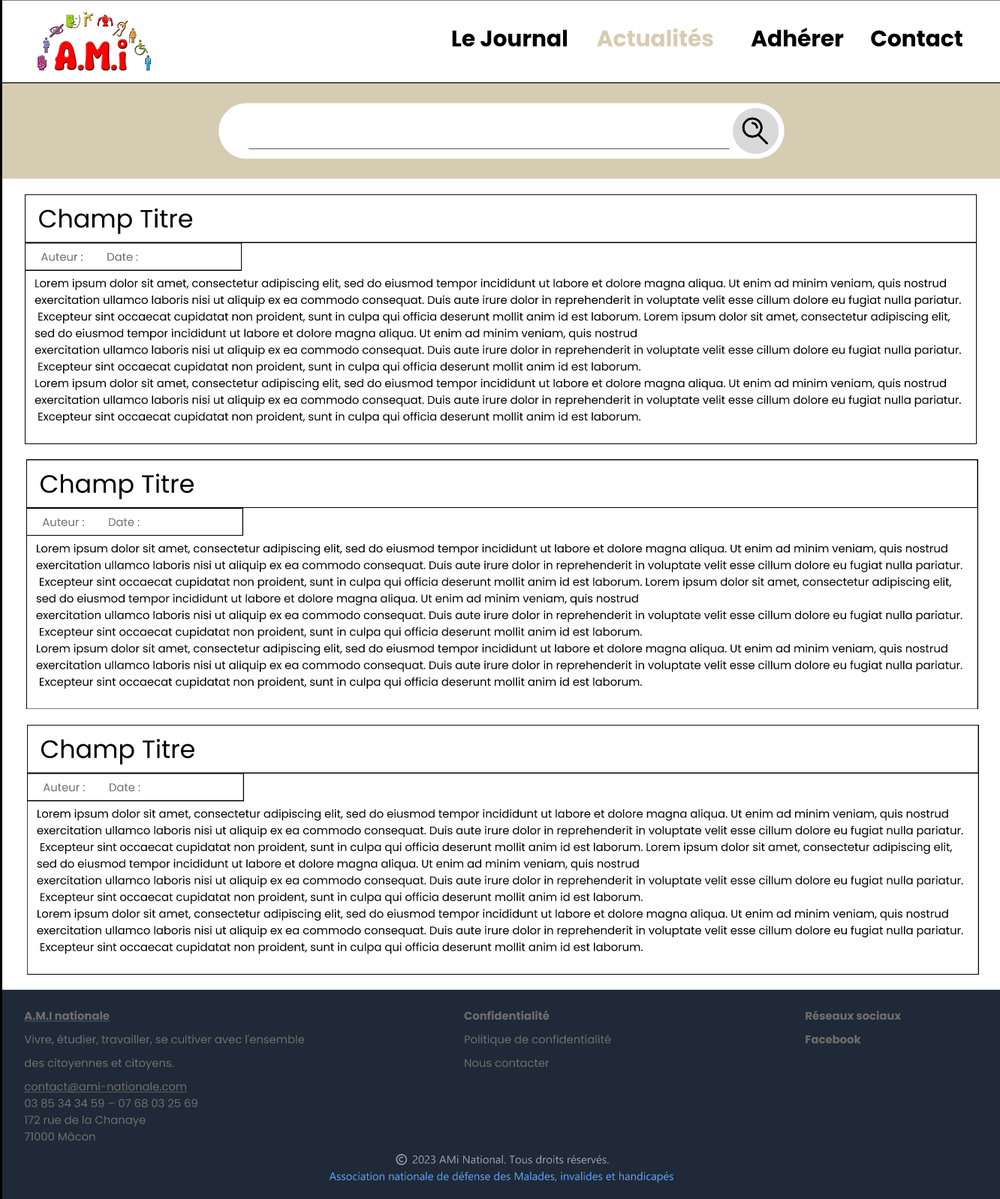 A.M.i
Le Journal Actualités Adhérer Contact
Champ Titre
Auteur : Date :
Lorem ipsum dolor sit amet, consectetur adipiscing elit, sed do eiusmod tempor incididunt ut labore et dolore magna aliqua. Ut enim ad minim veniam, quis nostrud
exercitation ullamco laboris nisi ut aliquip ex ea commodo consequat. Duis aute irure dolor in reprehenderit in voluptate velit esse cillum dolore eu fugiat nulla pariatur.
Excepteur sint occaecat cupidatat non proident, sunt in culpa qui officia deserunt mollit anim id est laborum. Lorem ipsum dolor sit amet, consectetur adipiscing elit,
sed do eiusmod tempor incididunt ut labore et dolore magna aliqua. Ut enim ad minim veniam, quis nostrud
exercitation ullamco laboris nisi ut aliquip ex ea commodo consequat. Duis aute irure dolor in reprehenderit in voluptate velit esse cillum dolore eu fugiat nulla pariatur.
Excepteur sint occaecat cupidatat non proident, sunt in culpa qui officia deserunt mollit anim id est laborum.
Lorem ipsum dolor sit amet, consectetur adipiscing elit, sed do eiusmod tempor incididunt ut labore et dolore magna aliqua. Ut enim ad minim veniam, quis nostrud
exercitation ullamco laboris nisi ut aliquip ex ea commodo consequat. Duis aute irure dolor in reprehenderit in voluptate velit esse cillum dolore eu fugiat nulla pariatur.
Excepteur sint occaecat cupidatat non proident, sunt in culpa qui officia deserunt mollit anim id est laborum.
Champ Titre
Auteur : Date :
Lorem ipsum dolor sit amet, consectetur adipiscing elit, sed do eiusmod tempor incididunt ut labore et dolore magna aliqua. Ut enim ad minim veniam, quis nostrud
exercitation ullamco laboris nisi ut aliquip ex ea commodo consequat. Duis aute irure dolor in reprehenderit in voluptate velit esse cillum dolore eu fugiat nulla pariatur.
Excepteur sint occaecat cupidatat non proident, sunt in culpa qui officia deserunt mollit anim id est laborum. Lorem ipsum dolor sit amet, consectetur adipiscing elit,
sed do eiusmod tempor incididunt ut labore et dolore magna aliqua. Ut enim ad minim veniam, quis nostrud
exercitation ullamco laboris nisi ut aliquip ex ea commodo consequat. Duis aute irure dolor in reprehenderit in voluptate velit esse cillum dolore eu fugiat nulla pariatur.
Excepteur sint occaecat cupidatat non proident, sunt in culpa qui officia deserunt mollit anim id est laborum.
Lorem ipsum dolor sit amet, consectetur adipiscing elit, sed do eiusmod tempor incididunt ut labore et dolore magna aliqua. Ut enim ad minim veniam, quis nostrud
exercitation ullamco laboris nisi ut aliquip ex ea commodo consequat. Duis aute irure dolor in reprehenderit in voluptate velit esse cillum dolore eu fugiat nulla pariatur.
Excepteur sint occaecat cupidatat non proident, sunt in culpa qui officia deserunt mollit anim id est laborum.
Champ Titre
Auteur : Date :
Lorem ipsum dolor sit amet, consectetur adipiscing elit, sed do eiusmod tempor incididunt ut labore et dolore magna aliqua. Ut enim ad minim veniam, quis nostrud
exercitation ullamco laboris nisi ut aliquip ex ea commodo consequat. Duis aute irure dolor in reprehenderit in voluptate velit esse cillum dolore eu fugiat nulla pariatur.
Excepteur sint occaecat cupidatat non proident, sunt in culpa qui officia deserunt mollit anim id est laborum. Lorem ipsum dolor sit amet, consectetur adipiscing elit,
sed do eiusmod tempor incididunt ut labore et dolore magna aliqua. Ut enim ad minim veniam, quis nostrud
exercitation ullamco laboris nisi ut aliquip ex ea commodo consequat. Duis aute irure dolor in reprehenderit in voluptate velit esse cillum dolore eu fugiat nulla pariatur.
Excepteur sint occaecat cupidatat non proident, sunt in culpa qui officia deserunt mollit anim id est laborum.
Lorem ipsum dolor sit amet, consectetur adipiscing elit, sed do eiusmod tempor incididunt ut labore et dolore magna aliqua. Ut enim ad minim veniam, quis nostrud
exercitation ullamco laboris nisi ut aliquip ex ea commodo consequat. Duis aute irure dolor in reprehenderit in voluptate velit esse cillum dolore eu fugiat nulla pariatur.
Excepteur sint occaecat cupidatat non proident, sunt in culpa qui officia deserunt mollit anim id est laborum.
A.M.I nationale
Vivre, étudier, travailler, se cultiver avec l'ensemble
des citoyennes et citoyens.
contact@ami-nationale.com
03 85 34 34 59 – 07 68 03 25 69
172 rue de la Chanaye
71000 Mâcon
Confidentialité
Politique de confidentialité
Nous contacter
Réseaux sociaux
Facebook
© 2023 AMi National. Tous droits réservés.
Association nationale de défense des Malades, invalides et handicapés